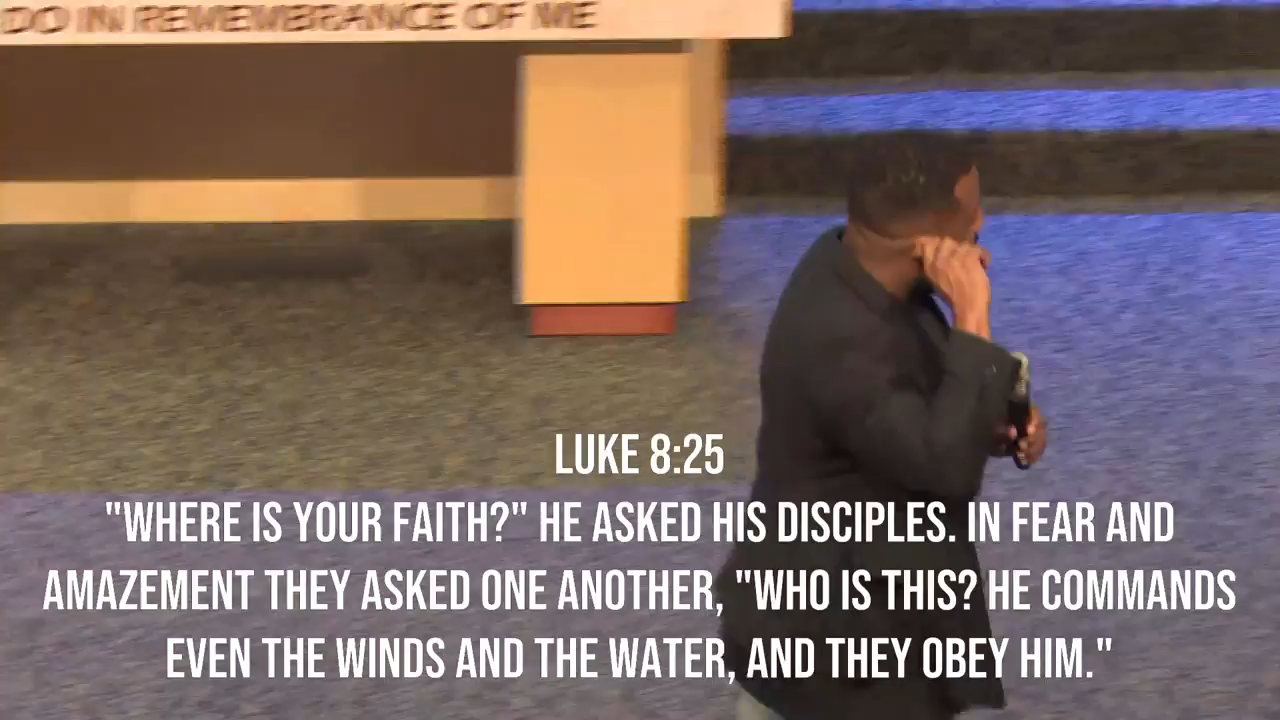 DO IN REMEMBRANCE OF ME
LUKE 8:25
"WHERE IS YOUR FAITH?" HE ASKED HIS DISCIPLES. IN FEAR AND
AMAZEMENT THEY ASKED ONE ANOTHER, "WHO IS THIS? HE COMMANDS
EVEN THE WINDS AND THE WATER, AND THEY OBEY HIM."